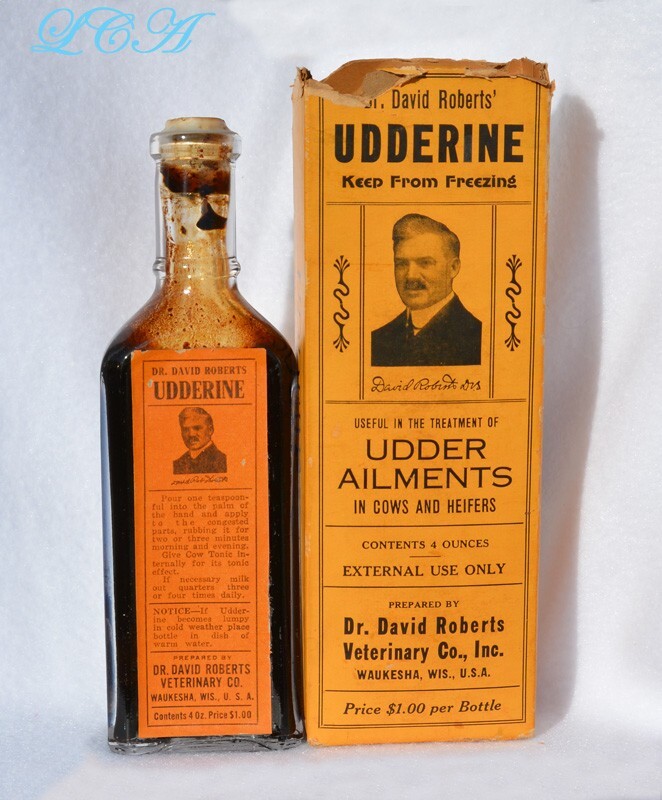 LCA
DR. DAVID ROBERTS
UDDERINE
Pour one teaspoon-
ful into the palm of
the hand and apply
to the congested
parts, rubbing it for
two or three minutes
morning and evening.
Give Cow Tonic in-
ternally for its tonic
effect.
If necessary milk
out quarters three
or four times daily.
NOTICE—If Udder-
ine becomes lumpy
in cold weather place
bottle in dish of
warm water.
PREPARED BY
DR. DAVID ROBERTS
VETERINARY CO.
WAUKESHA, WIS., U. S. A.
Contents 4 Oz. Price $1.00
Dr. David Roberts'
UDDERINE
Keep From Freezing
David Roberts DVS
USEFUL IN THE TREATMENT OF
UDDER
AILMENTS
IN COWS AND HEIFERS
CONTENTS 4 OUNCES
EXTERNAL USE ONLY
PREPARED BY
Dr. David Roberts
Veterinary Co., Inc.
WAUKESHA, WIS., U.S.A.
Price $1.00 per Bottle